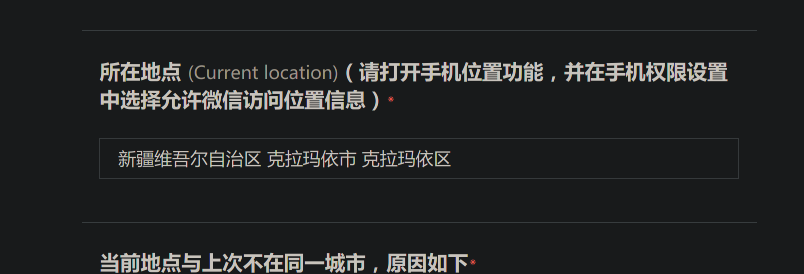 所在地点 (Current location)（请打开手机位置功能，并在手机权限设置
中选择允许微信访问位置信息）*
新疆维吾尔自治区 克拉玛依市 克拉玛依区
当前地点与上次不在同一城市，原因如下*